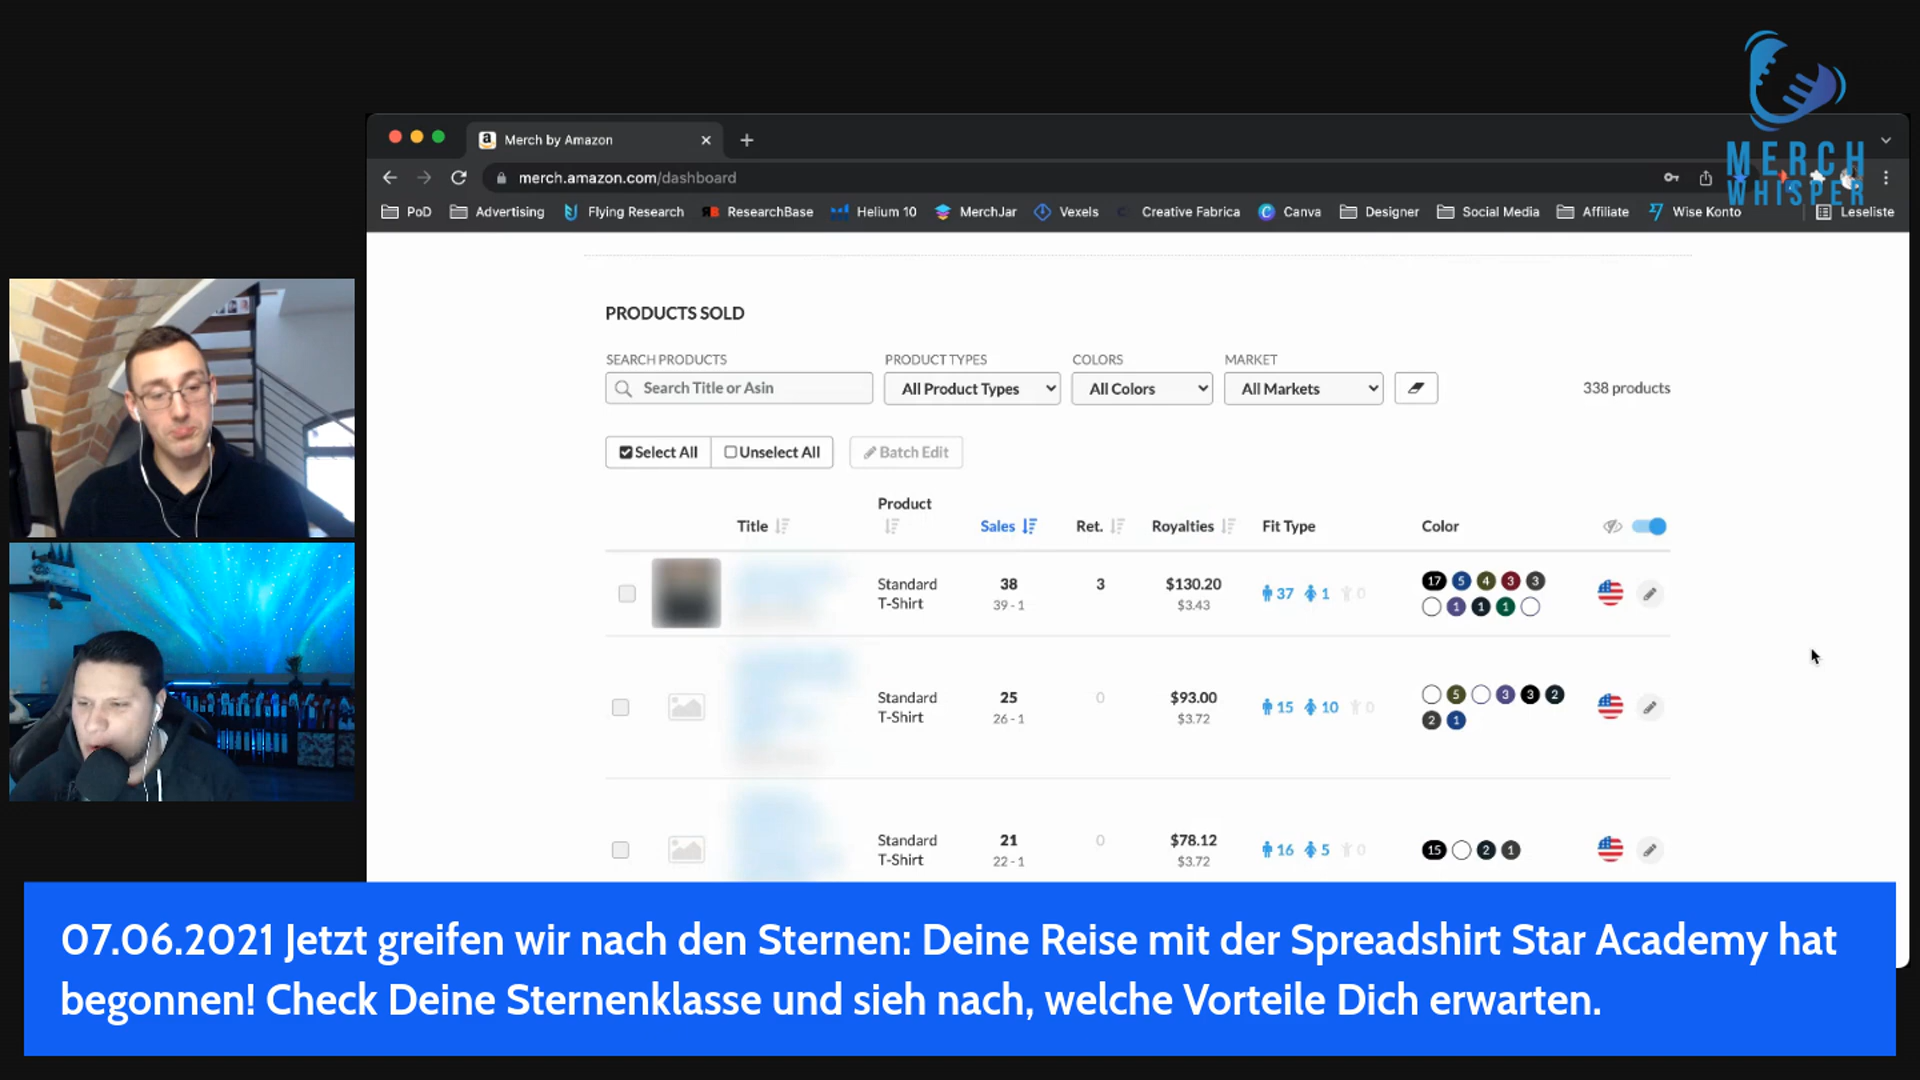 MERCH
WHISPER
Merch by Amazon
merch.amazon.com/dashboard
PoD Advertising Flying Research ResearchBase Helium 10 MerchJar Vexels Creative Fabrica Canva Designer Social Media Affiliate Wise Konto Leseliste
PRODUCTS SOLD
SEARCH PRODUCTS PRODUCT TYPES COLORS MARKET
Search Title or Asin All Product Types All Colors All Markets 338 products
Select All Unselect All Batch Edit
Title Product Sales Ret. Royalties Fit Type Color
Standard T-Shirt 38 3 $130.20 37 1 0 17 5 4 3 3
39 - 1 $3.43 1 1 1
Standard T-Shirt 25 0 $93.00 15 10 0 5 3 3 2
26 - 1 $3.72 2 1
Standard T-Shirt 21 0 $78.12 16 5 0 15 2 1
22 - 1 $3.72
07.06.2021 Jetzt greifen wir nach den Sternen: Deine Reise mit der Spreadshirt Star Academy hat
begonnen! Check Deine Sternenklasse und sieh nach, welche Vorteile Dich erwarten.